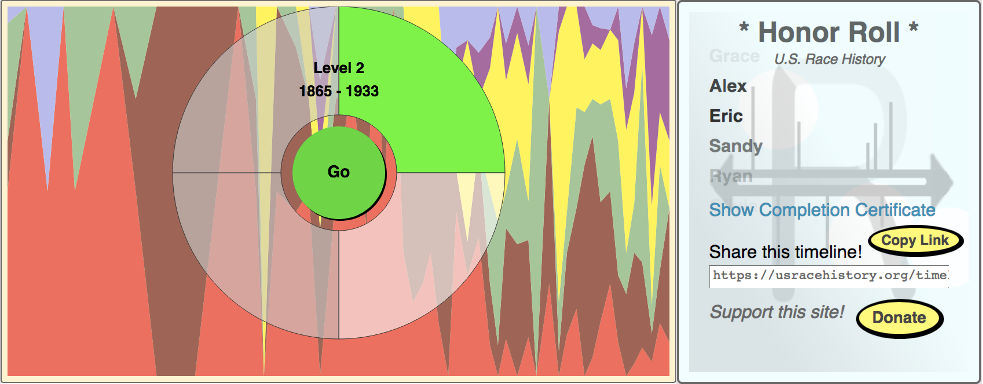 Level 2
1865 - 1933
Go
* Honor Roll *
U.S. Race History
Grace
Alex
Eric
Sandy
Ryan
Show Completion Certificate
Share this timeline!
Copy Link
https://usracehistory.org/time
Support this site!
Donate